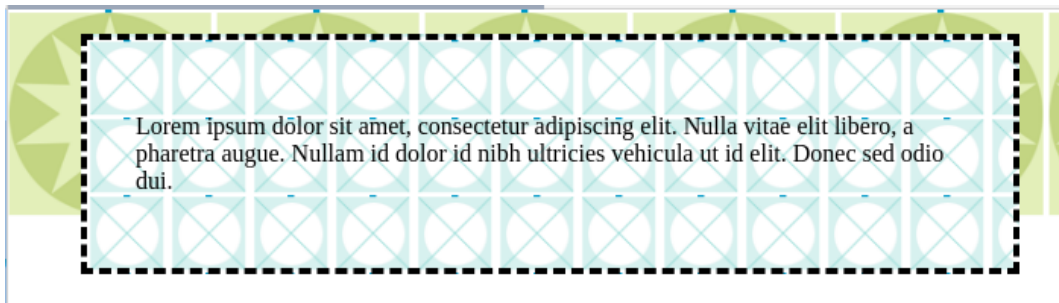 Lorem ipsum dolor sit amet, consectetur adipiscing elit. Nulla vitae elit libero, a
pharetra augue. Nullam id dolor id nibh ultricies vehicula ut id elit. Donec sed odio
dui.